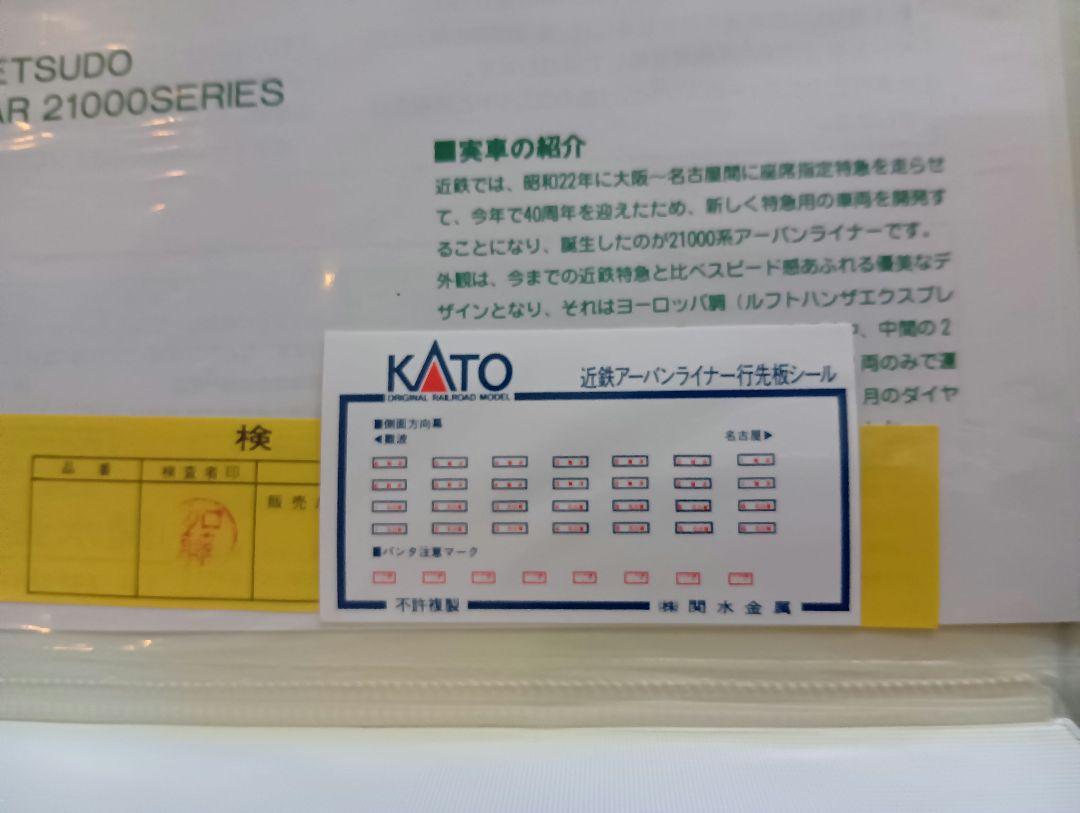 ETSUDO
AR 21000SERIES
■実車の紹介
近鉄では、昭和22年に大阪〜名古屋間に座席指定特急を走らせ
て、今年で40周年を迎えたため、新しく特急用の車両を開発す
ることになり、誕生したのが21000系アーバンライナーです。
外観は、今までの近鉄特急と比べスピード感あふれる優美なデ
ザインとなり、それはヨーロッパ調（ルフトハンザエクスプレ
、中間の2
両のみで運
月のダイヤ
KATO
ORIGINAL RAILROAD MODEL
近鉄アーバンライナー行先板シール
■側面方向幕
◀難波
名古屋▶
■パンタ注意マーク
不許複製
㈱関水金属
検
品番
検査者印
販売